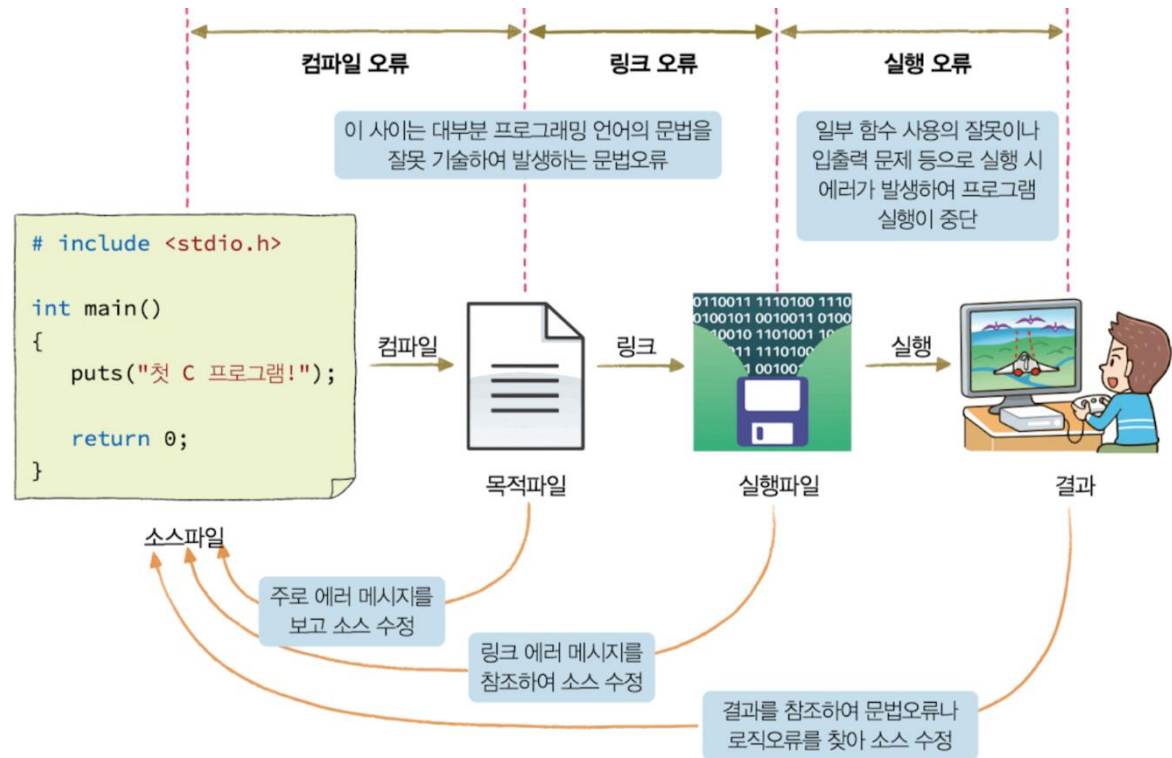 컴파일 오류
링크 오류
실행 오류
이 사이는 대부분 프로그래밍 언어의 문법을
잘못 기술하여 발생하는 문법오류
일부 함수 사용의 잘못이나
입출력 문제 등으로 실행 시
에러가 발생하여 프로그램
실행이 중단
# include <stdio.h>
int main()
{
puts("첫 C 프로그램!");
return 0;
}
컴파일
링크
0110011 1110100 1110
0100101 0010011 0100
실행
소스파일
목적파일
실행파일
결과
주로 에러 메시지를
보고 소스 수정
링크 에러 메시지를
참조하여 소스 수정
결과를 참조하여 문법오류나
로직오류를 찾아 소스 수정